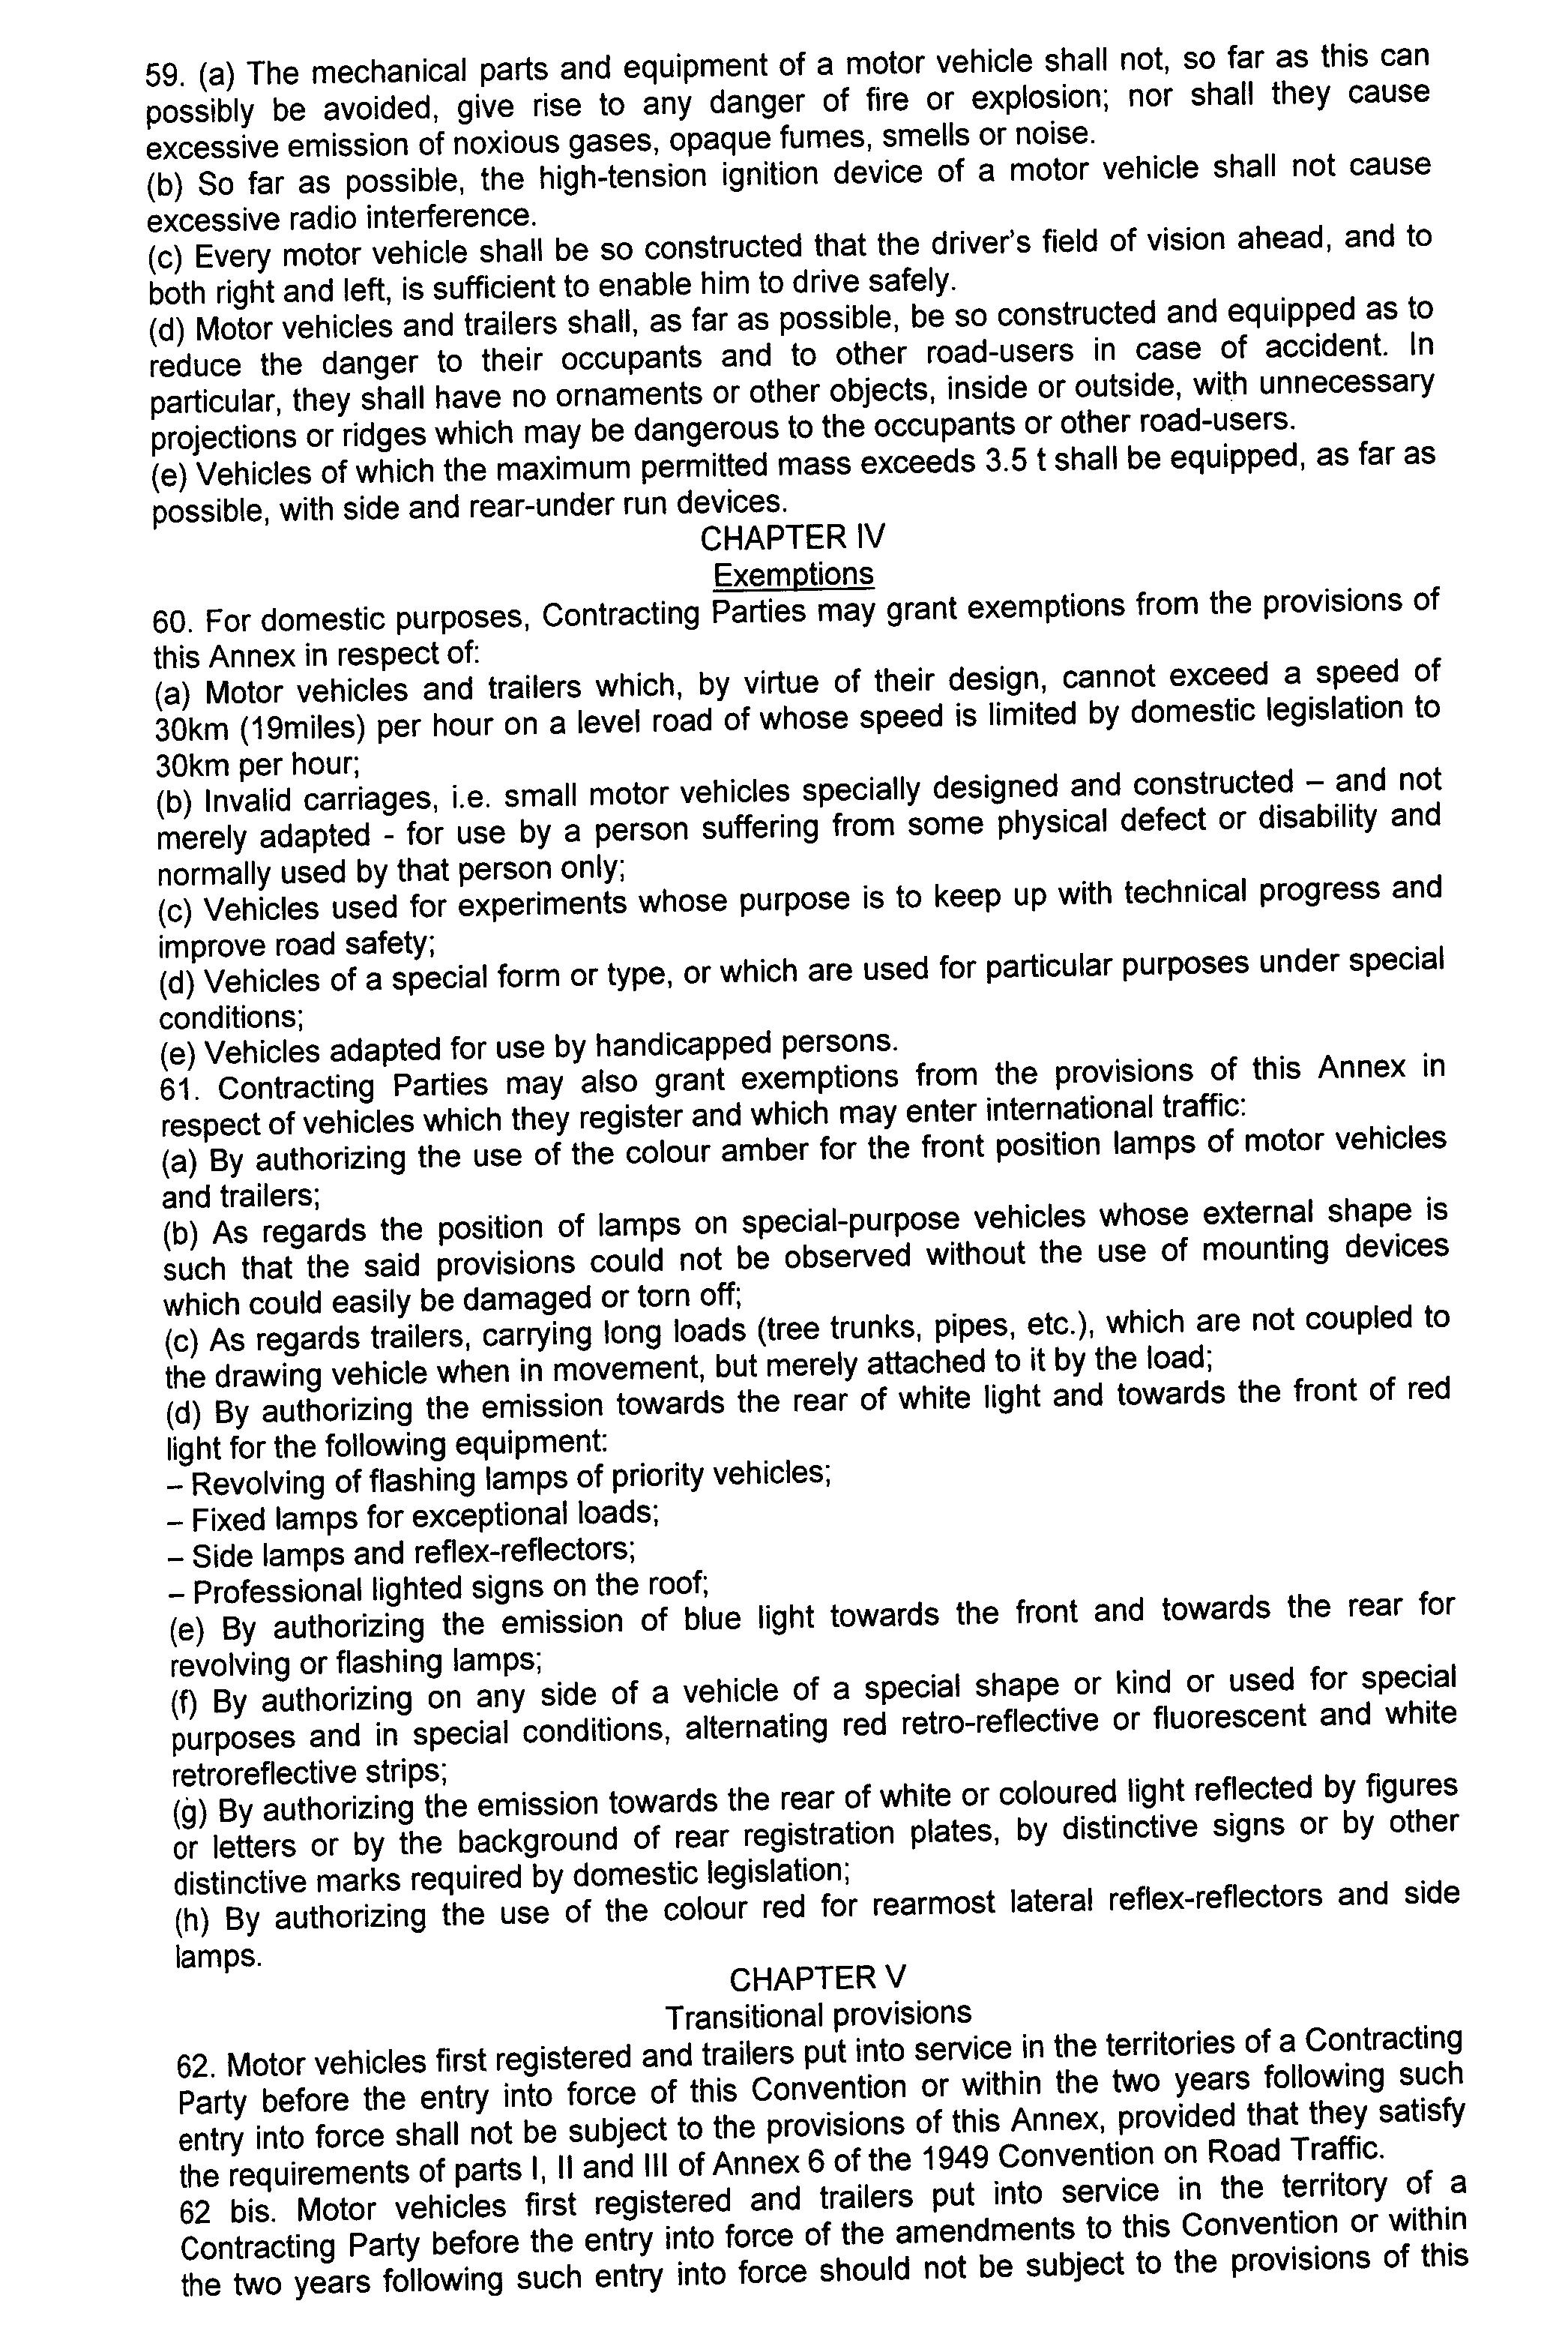 59. (a) The mechanical parts and equipment of a motor vehicle shall not, so far as this can
possibly be avoided, give rise to any danger of fire or explosion; nor shall they cause
excessive emission of noxious gases, opaque fumes, smells or noise.
(b) So far as possible, the high-tension ignition device of a motor vehicle shall not cause
excessive radio interference.
(c) Every motor vehicle shall be so constructed that the driver's field of vision ahead, and to
both right and left, is sufficient to enable him to drive safely.
(d) Motor vehicles and trailers shall, as far as possible, be so constructed and equipped as to
reduce the danger to their occupants and to other road-users in case of accident. In
particular, they shall have no ornaments or other objects, inside or outside, with unnecessary
projections or ridges which may be dangerous to the occupants or other road-users.
(e) Vehicles of which the maximum permitted mass exceeds 3.5 t shall be equipped, as far as
possible, with side and rear-under run devices.
CHAPTER IV
Exemptions
60. For domestic purposes, Contracting Parties may grant exemptions from the provisions of
this Annex in respect of:
(a) Motor vehicles and trailers which, by virtue of their design, cannot exceed a speed of
30km (19miles) per hour on a level road of whose speed is limited by domestic legislation to
30km per hour;
(b) Invalid carriages, i.e. small motor vehicles specially designed and constructed – and not
merely adapted - for use by a person suffering from some physical defect or disability and
normally used by that person only;
(c) Vehicles used for experiments whose purpose is to keep up with technical progress and
improve road safety;
(d) Vehicles of a special form or type, or which are used for particular purposes under special
conditions;
(e) Vehicles adapted for use by handicapped persons.
61. Contracting Parties may also grant exemptions from the provisions of this Annex in
respect of vehicles which they register and which may enter international traffic:
(a) By authorizing the use of the colour amber for the front position lamps of motor vehicles
and trailers;
(b) As regards the position of lamps on special-purpose vehicles whose external shape is
such that the said provisions could not be observed without the use of mounting devices
which could easily be damaged or torn off;
(c) As regards trailers, carrying long loads (tree trunks, pipes, etc.), which are not coupled to
the drawing vehicle when in movement, but merely attached to it by the load;
(d) By authorizing the emission towards the rear of white light and towards the front of red
light for the following equipment:
– Revolving of flashing lamps of priority vehicles;
– Fixed lamps for exceptional loads;
– Side lamps and reflex-reflectors;
– Professional lighted signs on the roof;
(e) By authorizing the emission of blue light towards the front and towards the rear for
revolving or flashing lamps;
(f) By authorizing on any side of a vehicle of a special shape or kind or used for special
purposes and in special conditions, alternating red retro-reflective or fluorescent and white
retroreflective strips;
(g) By authorizing the emission towards the rear of white or coloured light reflected by figures
or letters or by the background of rear registration plates, by distinctive signs or by other
distinctive marks required by domestic legislation;
(h) By authorizing the use of the colour red for rearmost lateral reflex-reflectors and side
lamps.
CHAPTER V
Transitional provisions
62. Motor vehicles first registered and trailers put into service in the territories of a Contracting
Party before the entry into force of this Convention or within the two years following such
entry into force shall not be subject to the provisions of this Annex, provided that they satisfy
the requirements of parts I, II and III of Annex 6 of the 1949 Convention on Road Traffic.
62 bis. Motor vehicles first registered and trailers put into service in the territory of a
Contracting Party before the entry into force of the amendments to this Convention or within
the two years following such entry into force should not be subject to the provisions of this